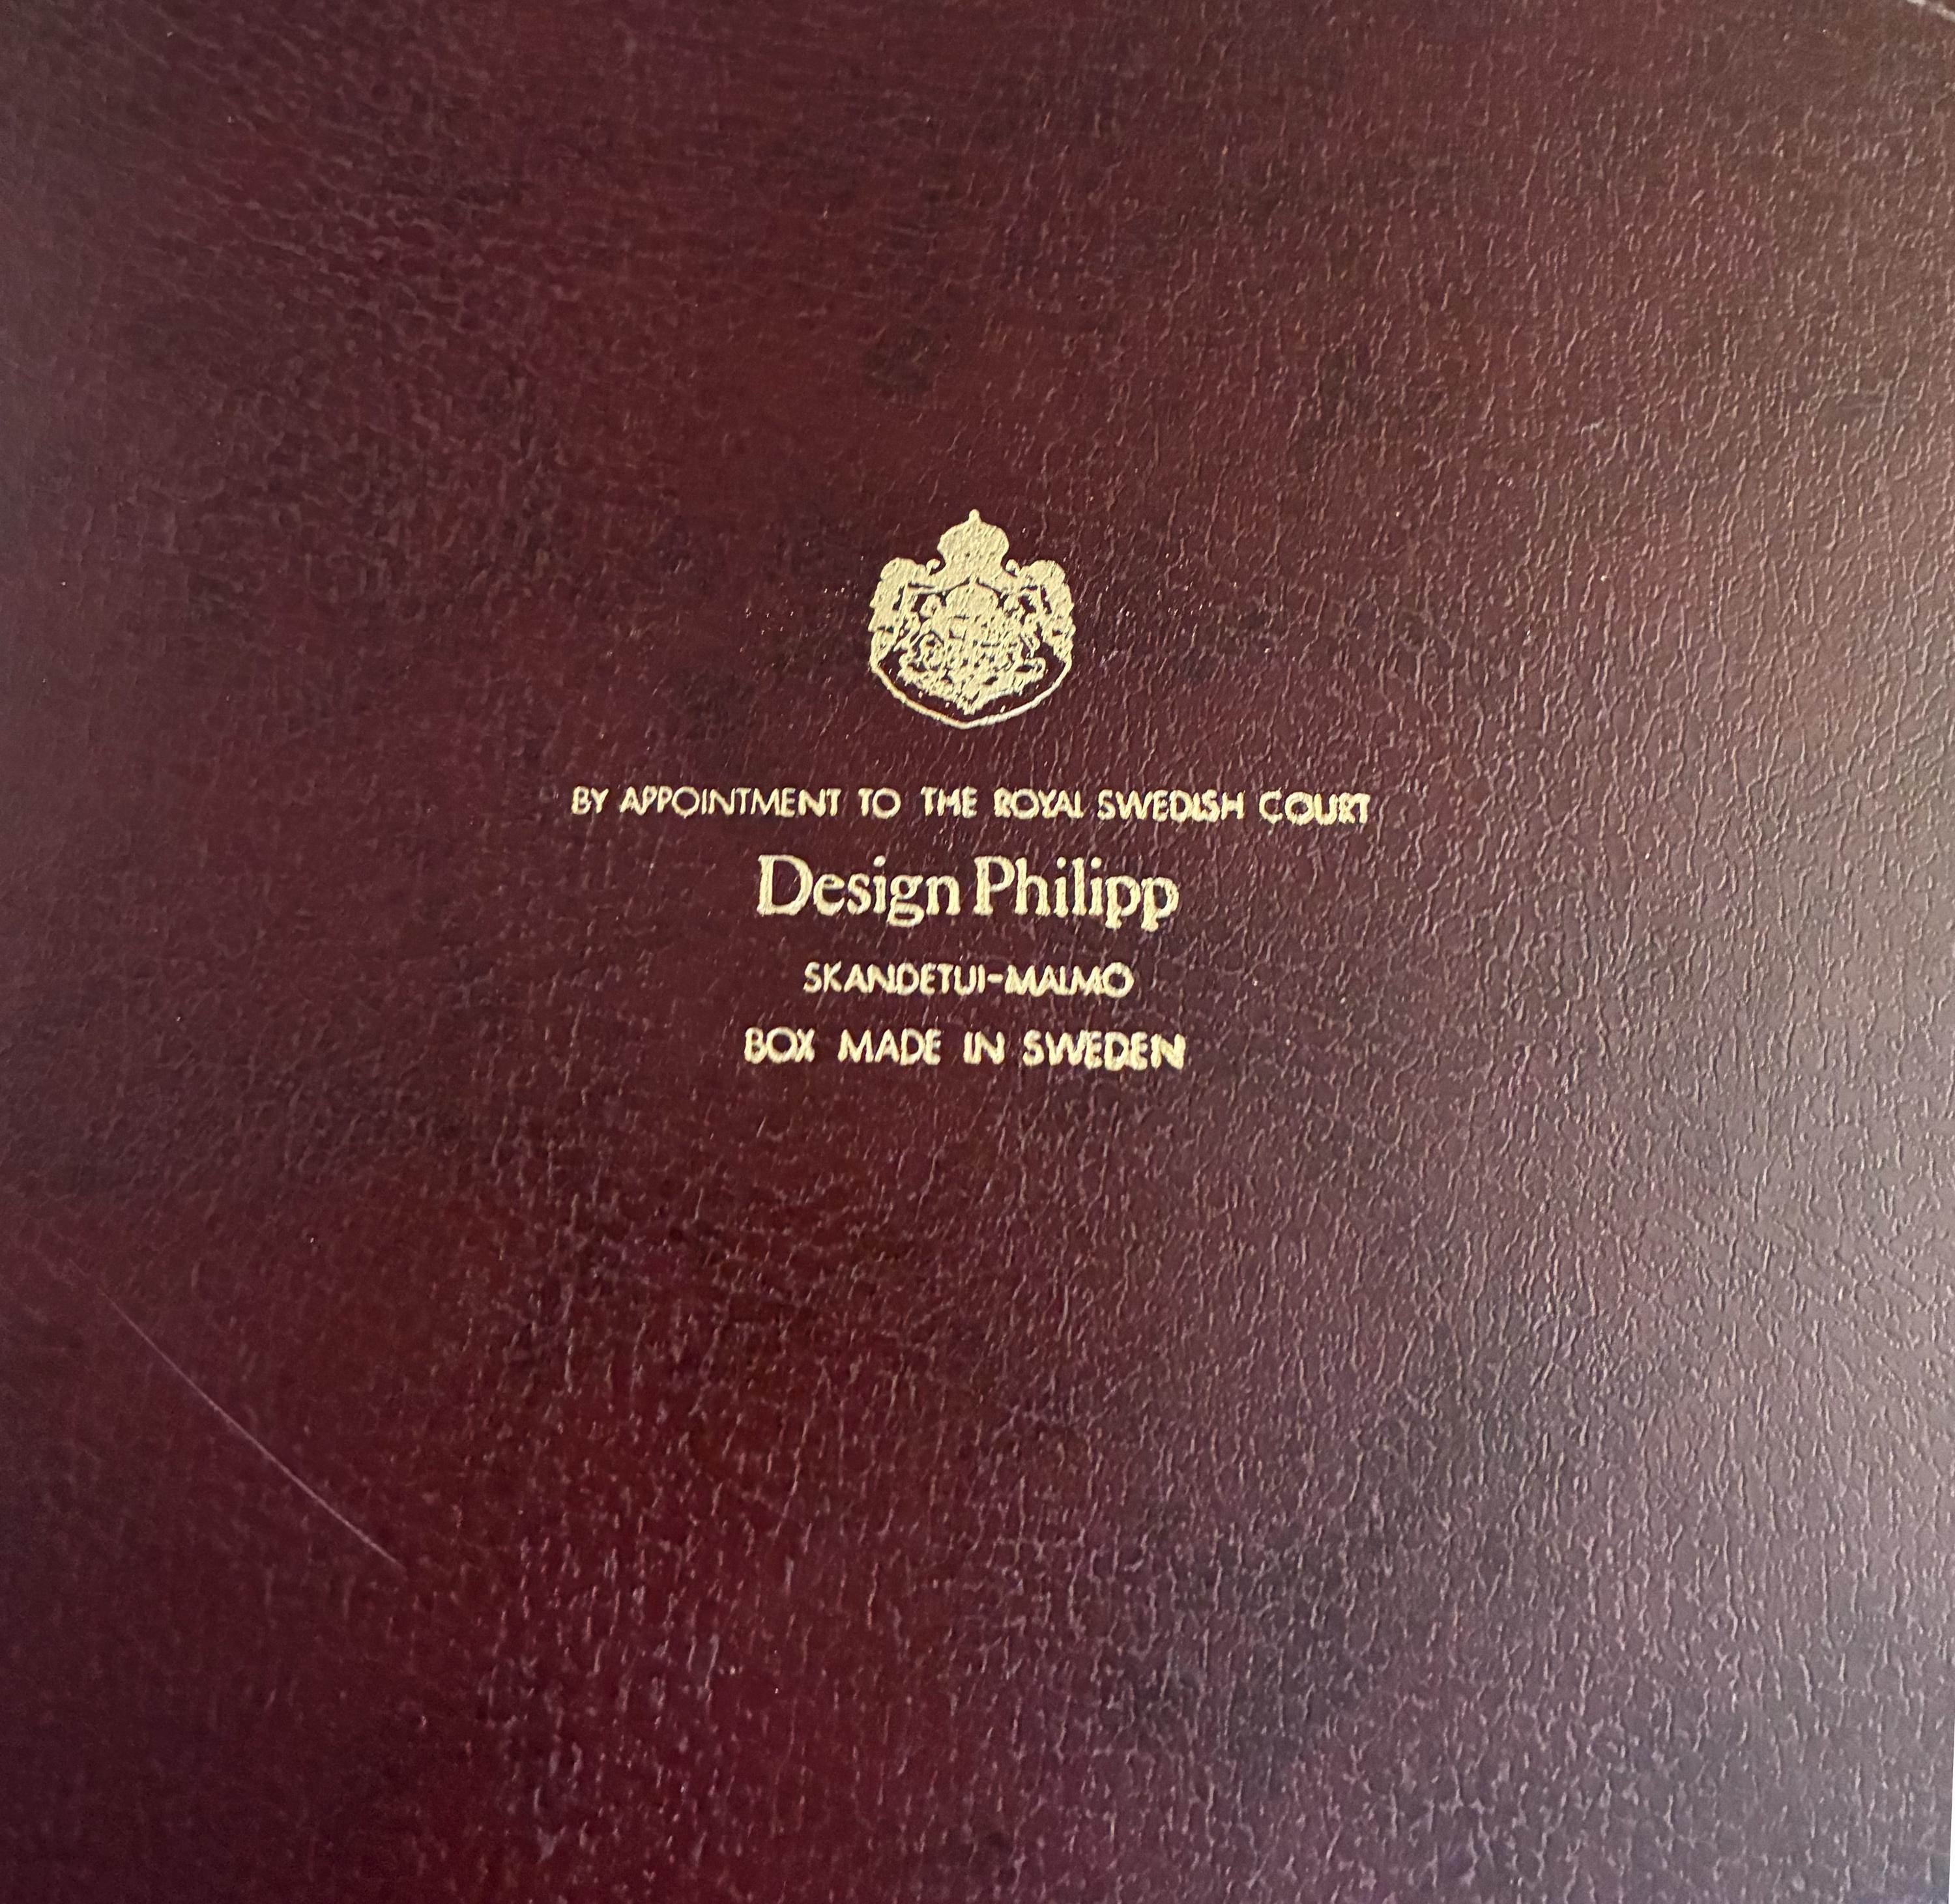 BY APPOINTMENT TO THE ROYAL SWEDISH COURT
Design Philipp
SKANDETUI-MALMO
BOX MADE IN SWEDEN